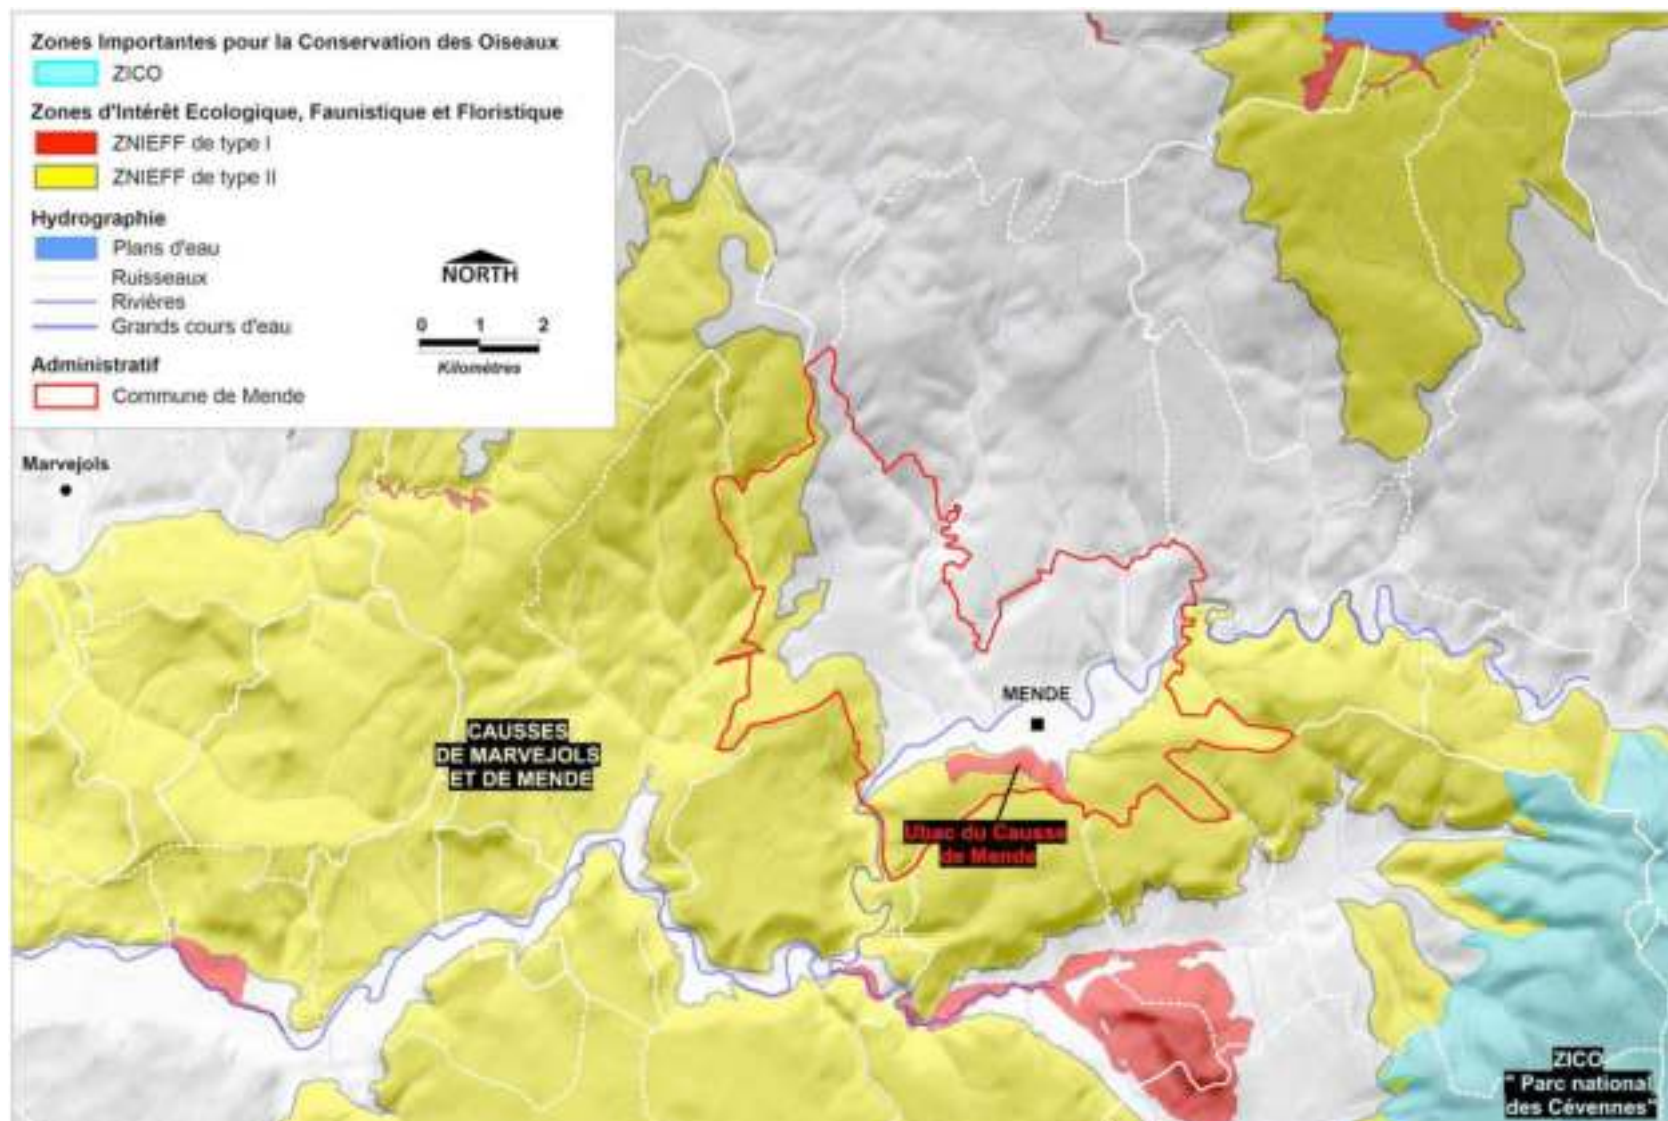 Zones Importantes pour la Conservation des Oiseaux
ZICO
Zones d'Intérêt Ecologique, Faunistique et Floristique
ZNIEFF de type I
ZNIEFF de type II
Hydrographie
Plans d'eau
Ruisseaux
Rivières
Grands cours d'eau
NORTH
0 1 2
Kilomètres
Administratif
Commune de Mende
Marvejols
MENDE
CAUSSES
DE MARVEJOLS
ET DE MENDE
Ubac du Causse
de Mende
ZICO
" Parc national
des Cévennes"